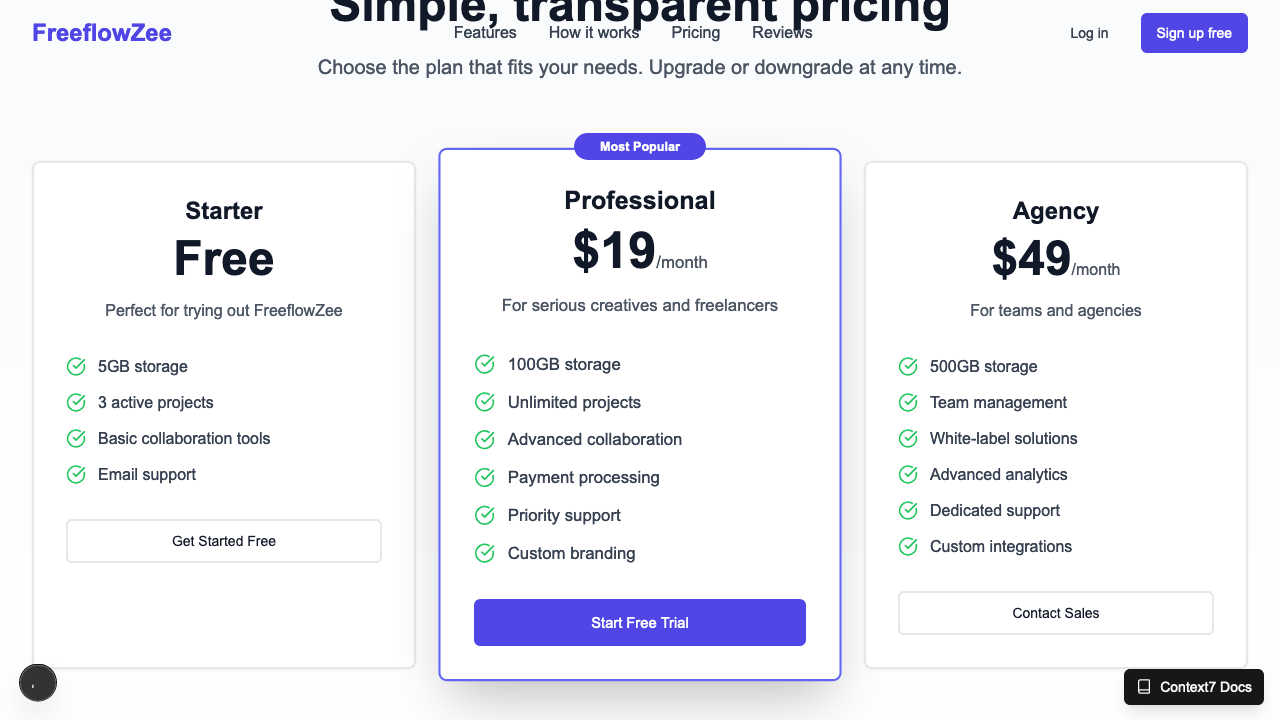 Simple, transparent pricing
FreeflowZee
Features
How it works
Pricing
Reviews
Log in
Sign up free
Choose the plan that fits your needs. Upgrade or downgrade at any time.
Starter
Free
Perfect for trying out FreeflowZee
5GB storage
3 active projects
Basic collaboration tools
Email support
Get Started Free
Most Popular
Professional
$19/month
For serious creatives and freelancers
100GB storage
Unlimited projects
Advanced collaboration
Payment processing
Priority support
Custom branding
Start Free Trial
Agency
$49/month
For teams and agencies
500GB storage
Team management
White-label solutions
Advanced analytics
Dedicated support
Custom integrations
Contact Sales
Context7 Docs